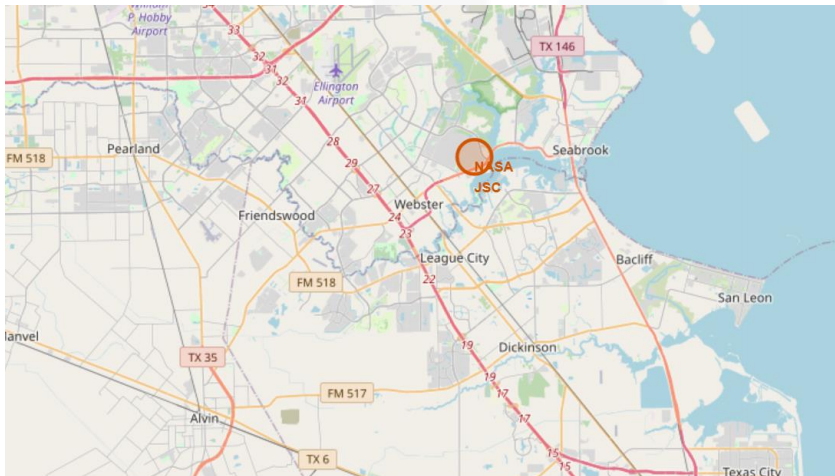 P. Hobby
Airport
34
33
32
31
32
31
TX 146
Ellington
Airport
28
29
27
24
23
22
FM 518
Pearland
NASA
JSC
Seabrook
Webster
Friendswood
League City
Bacliff
FM 518
San Leon
TX 35
19
Dickinson
19
17
17
FM 517
Alvin
TX 6
15
15
Texas City